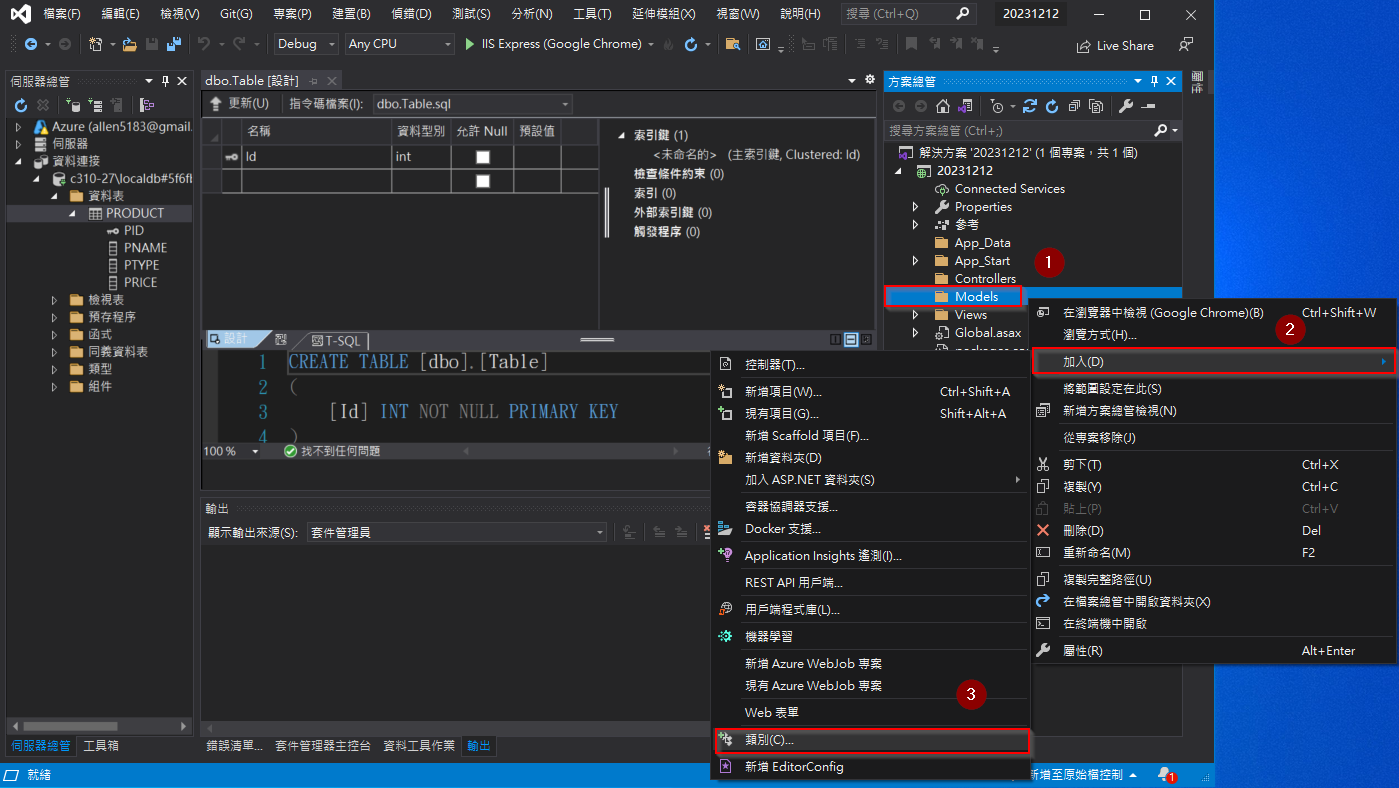 檔案(F) 編輯(E) 檢視(V) Git(G) 專案(P) 建置(B) 偵錯(D) 測試(S) 分析(N) 工具(T) 延伸模組(X) 視窗(W) 說明(H) 搜尋 (Ctrl+Q) 20231212
Debug Any CPU IIS Express (Google Chrome) Live Share
伺服器總管
Azure (allen5183@gmail.
伺服器
資料連接
c310-27\localdb#5f6fb
資料表
PRODUCT
PID
PNAME
PTYPE
PRICE
檢視表
預存程序
函式
同義資料表
類型
組件
伺服器總管 工具箱
dbo.Table [設計]
更新(U) 指令碼檔案(F): dbo.Table.sql
名稱 資料型別 允許 Null 預設值
Id int
索引鍵 (1)
<未命名的> (主索引鍵, Clustered: Id)
檢查條件約束 (0)
索引 (0)
外部索引鍵 (0)
觸發程序 (0)
設計 T-SQL
1 CREATE TABLE [dbo].[Table]
2 (
3 [Id] INT NOT NULL PRIMARY KEY
4 )
100 % 找不到任何問題
輸出
顯示輸出來源(S): 套件管理員
錯誤清單... 套件管理器主控台 資料工具作業 輸出
方案總管
搜尋方案總管 (Ctrl+;)
解決方案 '20231212' (1 個專案，共 1 個)
20231212
Connected Services
Properties
參考
App_Data
App_Start
Controllers
Models
Views
Global.asax
屬性
1
2
3
在瀏覽器中檢視 (Google Chrome)(B) Ctrl+Shift+W
瀏覽方式(H)...
加入(D)
將範圍設定在此(S)
新增方案總管檢視(N)
從專案移除(J)
剪下(T) Ctrl+X
複製(Y) Ctrl+C
貼上(P) Ctrl+V
刪除(D) Del
重新命名(M) F2
複製完整路徑(U)
在檔案總管中開啟資料夾(X)
在終端機中開啟
屬性(R) Alt+Enter
控制器(T)...
新增項目(W)... Ctrl+Shift+A
現有項目(G)... Shift+Alt+A
新增 Scaffold 項目(F)...
新增資料夾(D)
加入 ASP.NET 資料夾(S)
容器協調器支援...
Docker 支援...
Application Insights 遙測(I)...
REST API 用戶端...
用戶端程式庫(L)...
機器學習
新增 Azure WebJob 專案
現有 Azure WebJob 專案
Web 表單
類別(C)...
新增 EditorConfig
就緒 新增至原始檔控制 1